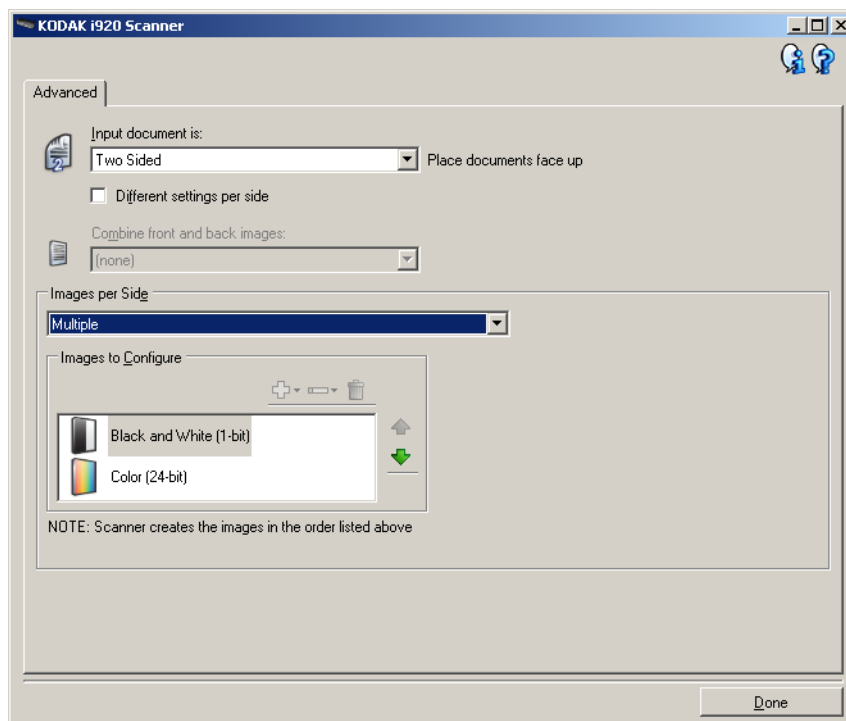 KODAK i920 Scanner
Advanced
Input document is:
Two Sided
Place documents face up
Different settings per side
Combine front and back images:
(none)
Images per Side
Multiple
Images to Configure
Black and White (1-bit)
Color (24-bit)
NOTE: Scanner creates the images in the order listed above
Done